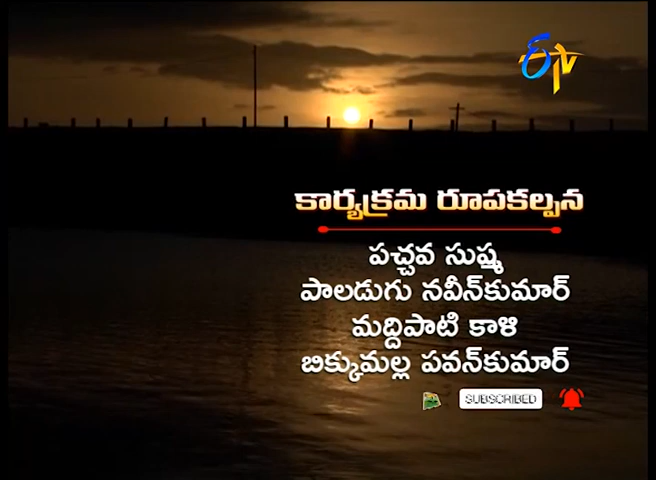 ETV
కార్యక్రమ రూపకల్పన
పచ్చవ సుష్మ
పాలడుగు నవీన్‌కుమార్
మద్దిపాటి కాళి
బిక్కుమల్ల పవన్‌కుమార్
SUBSCRIBED